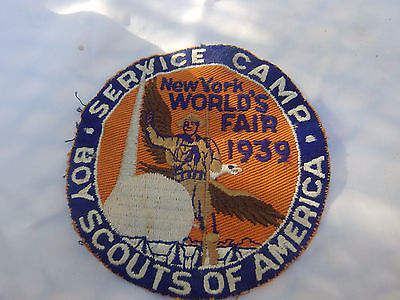 SERVICE CAMP
New York
WORLD'S
FAIR
1939
BOY SCOUTS OF AMERICA